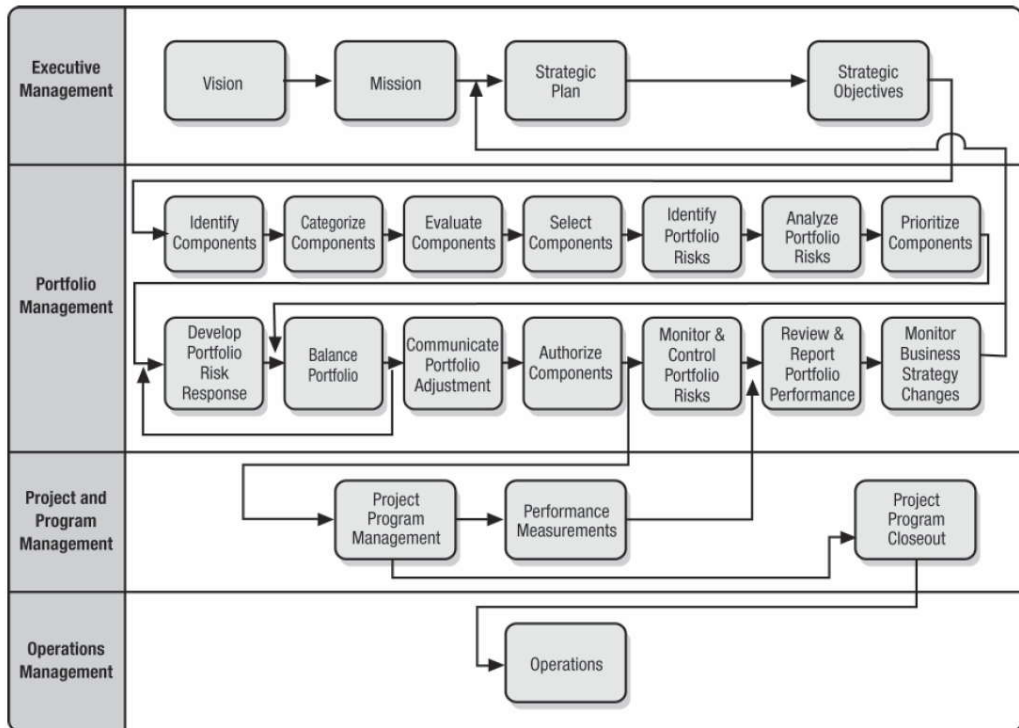 Executive
Management
Vision
Mission
Strategic
Plan
Strategic
Objectives
Portfolio
Management
Identify
Components
Categorize
Components
Evaluate
Components
Select
Components
Identify
Portfolio
Risks
Analyze
Portfolio
Risks
Prioritize
Components
Develop
Portfolio
Risk
Response
Balance
Portfolio
Communicate
Portfolio
Adjustment
Authorize
Components
Monitor &
Control
Portfolio
Risks
Review &
Report
Portfolio
Performance
Monitor
Business
Strategy
Changes
Project and
Program
Management
Project
Program
Management
Performance
Measurements
Project
Program
Closeout
Operations
Management
Operations